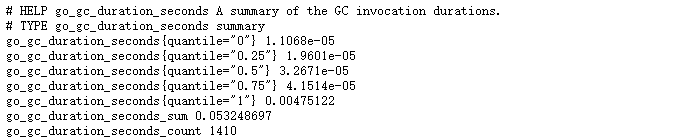 # HELP go_gc_duration_seconds A summary of the GC invocation durations.
# TYPE go_gc_duration_seconds summary
go_gc_duration_seconds{quantile="0"} 1.1068e-05
go_gc_duration_seconds{quantile="0.25"} 1.9601e-05
go_gc_duration_seconds{quantile="0.5"} 3.2671e-05
go_gc_duration_seconds{quantile="0.75"} 4.1514e-05
go_gc_duration_seconds{quantile="1"} 0.00475122
go_gc_duration_seconds_sum 0.053248697
go_gc_duration_seconds_count 1410